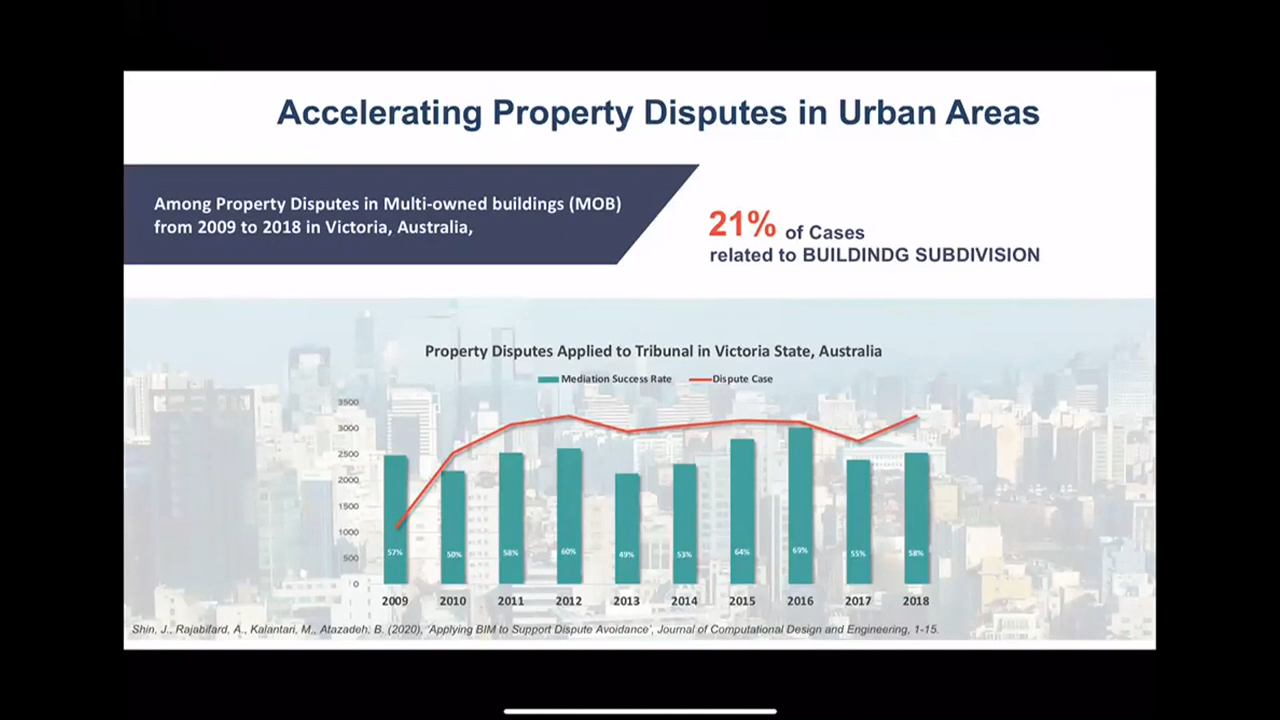 Accelerating Property Disputes in Urban Areas
Among Property Disputes in Multi-owned buildings (MOB)
from 2009 to 2018 in Victoria, Australia,
21% of Cases
related to BUILDINDG SUBDIVISION
Property Disputes Applied to Tribunal in Victoria State, Australia
Mediation Success Rate Dispute Case
3500
3000
2500
2000
1500
1000
500
0
57% 50% 58% 60% 49% 53% 64% 69% 55% 58%
2009 2010 2011 2012 2013 2014 2015 2016 2017 2018
Shin, J., Rajabifard, A., Kalantari, M,, Atazadeh, B. (2020), 'Applying BIM to Support Dispute Avoidance', Journal of Computational Design and Engineering, 1-15.